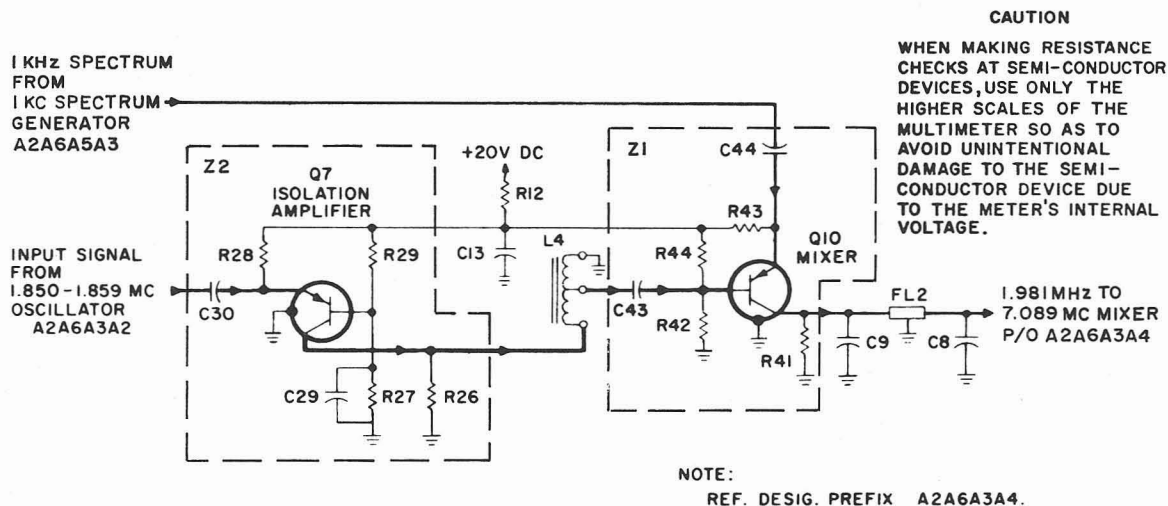 CAUTION
WHEN MAKING RESISTANCE
CHECKS AT SEMI-CONDUCTOR
DEVICES, USE ONLY THE
HIGHER SCALES OF THE
MULTIMETER SO AS TO
AVOID UNINTENTIONAL
DAMAGE TO THE SEMI-
CONDUCTOR DEVICE DUE
TO THE METER'S INTERNAL
VOLTAGE.
1 KHz SPECTRUM
FROM
1 KC SPECTRUM
GENERATOR
A2A6A5A3
Z2
Q7
ISOLATION
AMPLIFIER
+20V DC
R12
Z1
C44
R43
R28
R29
C13
L4
R44
Q10
MIXER
INPUT SIGNAL
FROM
1.850-1.859 MC
OSCILLATOR
A2A6A3A2
C30
C43
R42
FL2
1.981MHz TO
7.089 MC MIXER
P/O A2A6A3A4
R41
C9
C8
C29
R27
R26
NOTE:
REF. DESIG. PREFIX A2A6A3A4.